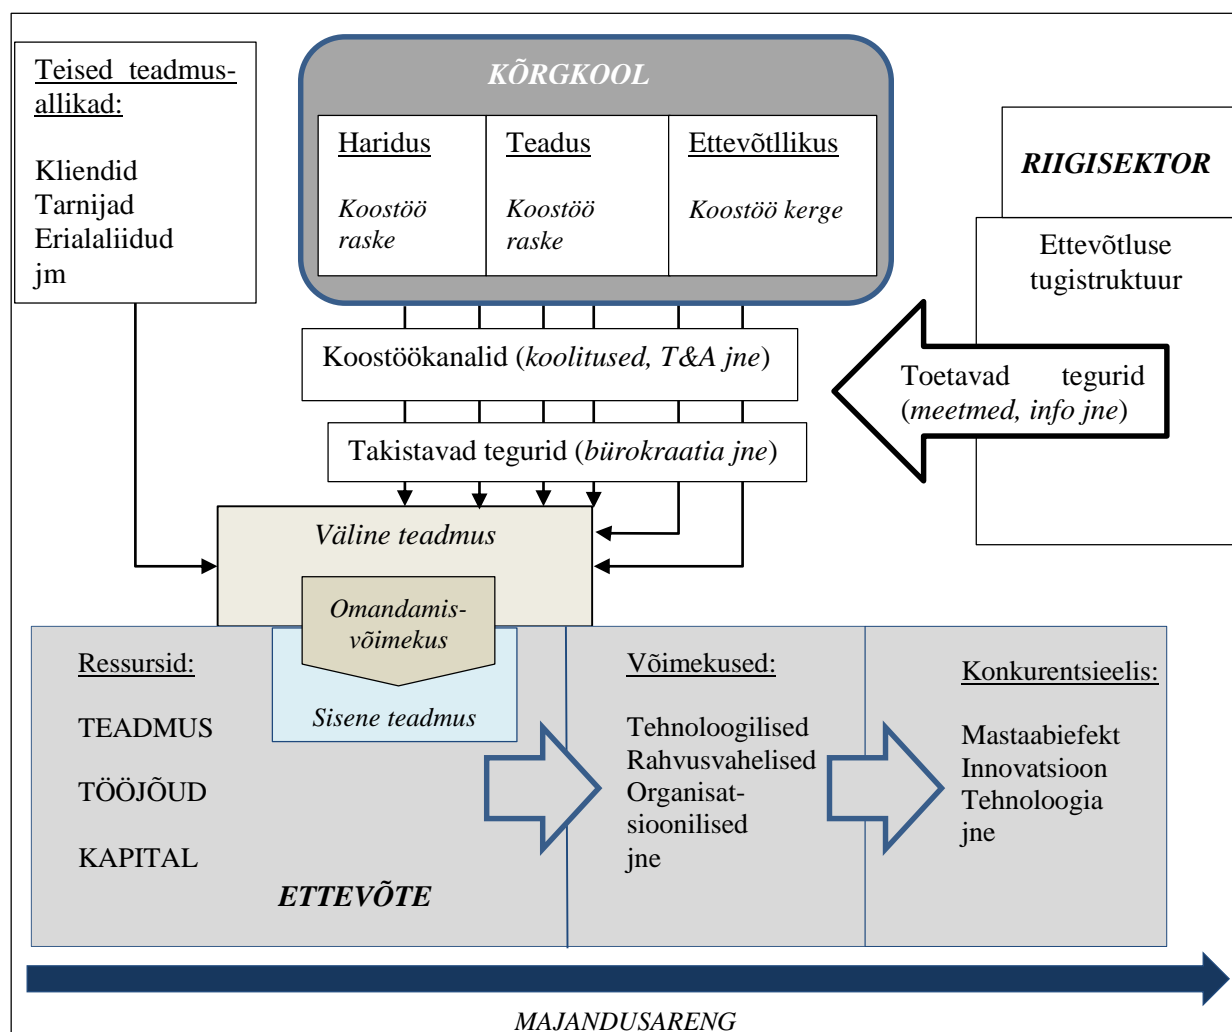 Teised teadmus-
allikad:
Kliendid
Tarnijad
Erialaliidud
jm
KÕRGKOOL
Haridus
Koostöö
raske
Teadus
Koostöö
raske
Ettevõtllikus
Koostöö kerge
RIIGISEKTOR
Ettevõtluse
tugistruktuur
Toetavad tegurid
(meetmed, info jne)
Koostöökanalid (koolitused, T&A jne)
Takistavad tegurid (bürokraatia jne)
Väline teadmus
Omandamis-
võimekus
Sisene teadmus
Ressursid:
TEADMUS
TÖÖJÕUD
KAPITAL
ETTEVÕTE
Võimekused:
Tehnoloogilised
Rahvusvahelised
Organisat-
sioonilised
jne
Konkurentsieelis:
Mastaabiefekt
Innovatsioon
Tehnoloogia
jne
MAJANDUSARENG